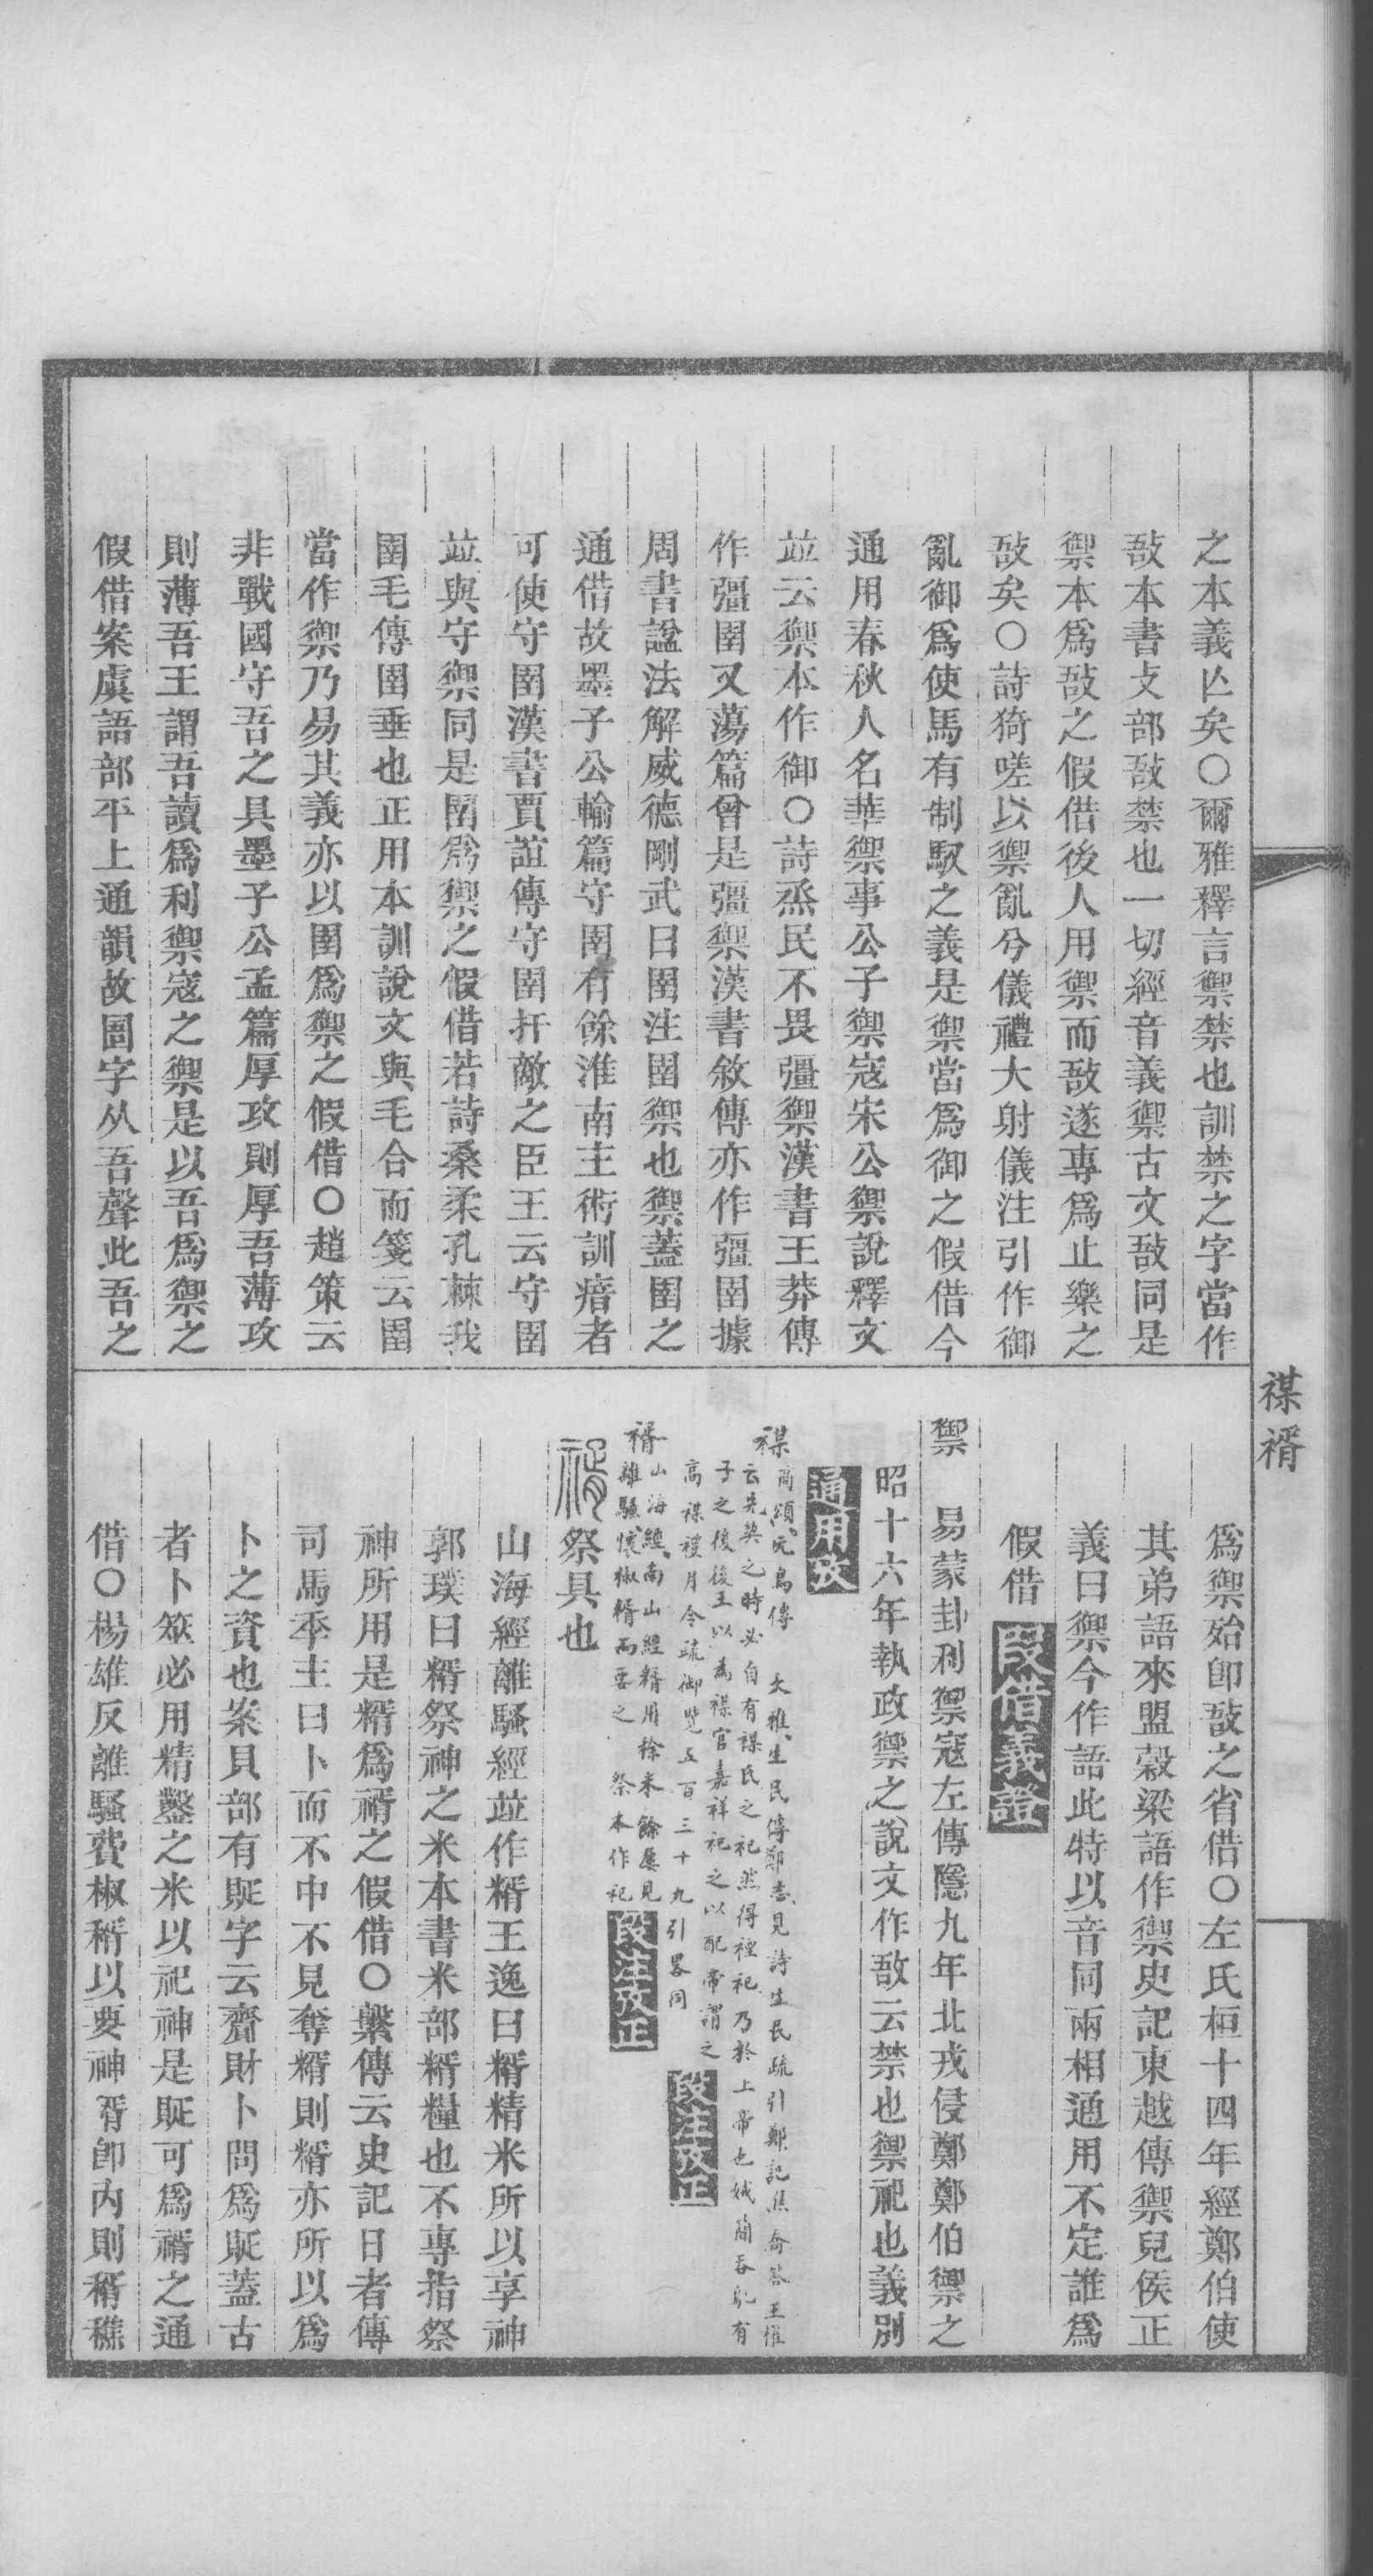 之本義亾矣〇爾雅釋言禦禁也訓禁之字當作
敔本書攴部敔禁也一切經音義禦古文敔同是
禦本爲敔之假借後人用禦而敔遂專爲止樂之
敔矣〇詩猗嗟以禦亂兮儀禮大射儀注引作御
亂御爲使馬有制馭之義是禦當爲御之假借今
通用春秋人名華禦事公子禦寇宋公禦說釋文
竝云禦本作御〇詩烝民不畏彊禦漢書王莽傳
作彊圉又蕩篇曾是彊禦漢書敘傳亦作彊圉據
周書諡法解威德剛武曰圉注圉禦也禦蓋圉之
通借故墨子公輸篇守圉有餘淮南主術訓瘖者
可使守圉漢書賈誼傳守圉扞敵之臣王云守圉
竝與守禦同是圉爲禦之假借若詩桑柔孔棘我
圉毛傳圉垂也正用本訓說文與毛合而箋云圉
當作禦乃易其義亦以圉爲禦之假借〇趙策云
非戰國守吾之具墨子公孟篇厚攻則厚吾薄攻
則薄吾王謂吾讀爲利禦寇之禦是以吾爲禦之
假借案虞語部平上通韻故圄字从吾聲此吾之
禖禂
爲禦殆卽敔之省借〇左氏桓十四年經鄭伯使
其弟語來盟穀梁語作禦史記東越傳禦兒侯正
義曰禦今作語此特以音同兩相通用不定誰爲
假借 叚借義證
禦 易蒙卦利禦寇左傳隱九年北戎侵鄭鄭伯禦之
昭十六年執政禦之說文作敔云禁也禦祀也義別
通用攷
禖 商頌元鳥傳 大雅生民傳鄭志見詩生民疏引鄭記焦喬答王權
云先契之時必自有禖氏之祀然得禋祀乃於上帝也娀簡吞鳦有
子之後後王以爲禖官嘉祥祀之以配帝謂之
高禖禮月令疏御覽五百三十九引畧同 段注攷正
禂 山海經南山經糈用稌米餘屢見
離騷懷椒糈而要之 祭本作祀 段注攷正
祭具也
山海經離騷經竝作糈王逸曰糈精米所以享神
郭璞曰糈祭神之米本書米部糈糧也不專指祭
神所用是糈爲禂之假借〇繫傳云史記日者傳
司馬季主曰卜而不中不見奪糈則糈亦所以爲
卜之資也案貝部有貶字云齎財卜問爲貶蓋古
者卜筮必用精鑿之米以祀神是貶可爲禂之通
借〇楊雄反離騷費椒稰以要神胥卽內則稰穛